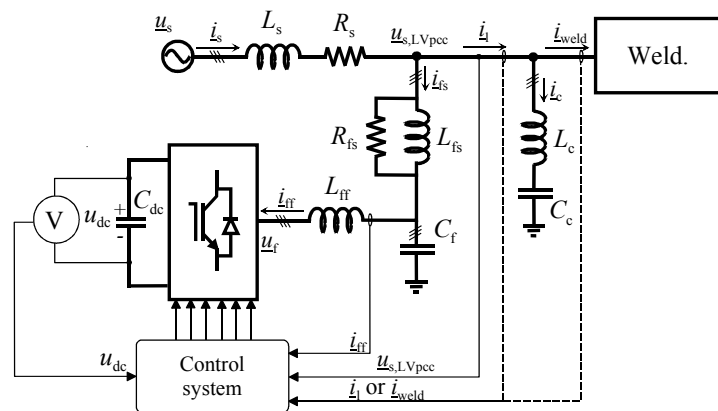 u_s
i_s
L_s
R_s
u_s,LVpcc
i_l
i_weld
Weld.
i_fs
R_fs
L_fs
i_c
L_c
C_c
V
u_dc
+
-
C_dc
u_f
i_ff
L_ff
C_f
u_dc
Control
system
i_ff
u_s,LVpcc
i_l or i_weld